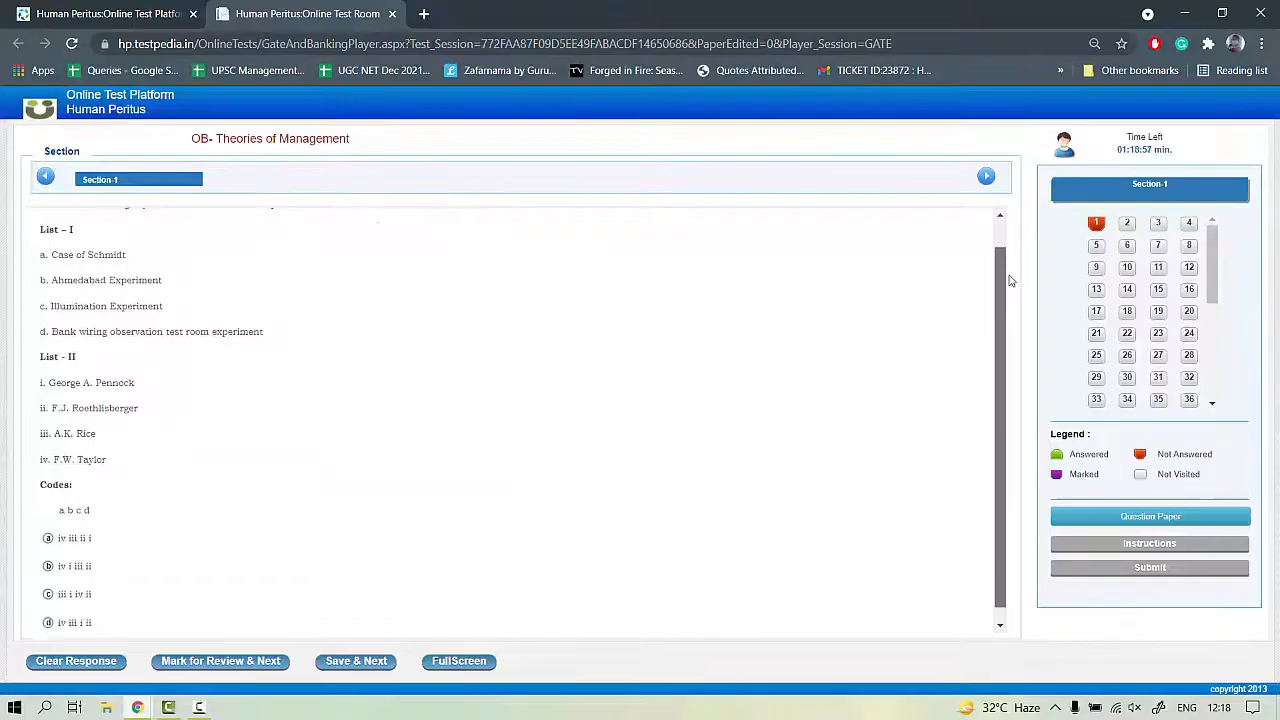 Human Peritus:Online Test Platfo
Human Peritus:Online Test Room
hp.testpedia.in/OnlineTests/GateAndBankingPlayer.aspx?Test_Session=772FAA87F09D5EE49FABACDF14650686&PaperEdited=0&Player_Session=GATE
Apps
Queries - Google S...
UPSC Management...
UGC NET Dec 2021...
Zafarnama by Guru...
Forged in Fire: Seas...
Quotes Attributed...
TICKET ID:23872 : H...
»
Other bookmarks
Reading list
Online Test Platform
Human Peritus
OB- Theories of Management
Time Left
01:18:57 min.
Section
Section-1
List – I
a. Case of Schmidt
b. Ahmedabad Experiment
c. Illumination Experiment
d. Bank wiring observation test room experiment
List - II
i. George A. Pennock
ii. F.J. Roethlisberger
iii. A.K. Rice
iv. F.W. Taylor
Codes:
a b c d
a iv iii ii i
b iv i iii ii
c iii i iv ii
d iv iii i ii
Section-1
1 2 3 4
5 6 7 8
9 10 11 12
13 14 15 16
17 18 19 20
21 22 23 24
25 26 27 28
29 30 31 32
33 34 35 36
Legend :
Answered Not Answered
Marked Not Visited
Question Paper
Instructions
Submit
Clear Response
Mark for Review & Next
Save & Next
FullScreen
copyright 2013
32°C Haze
ENG
12:18